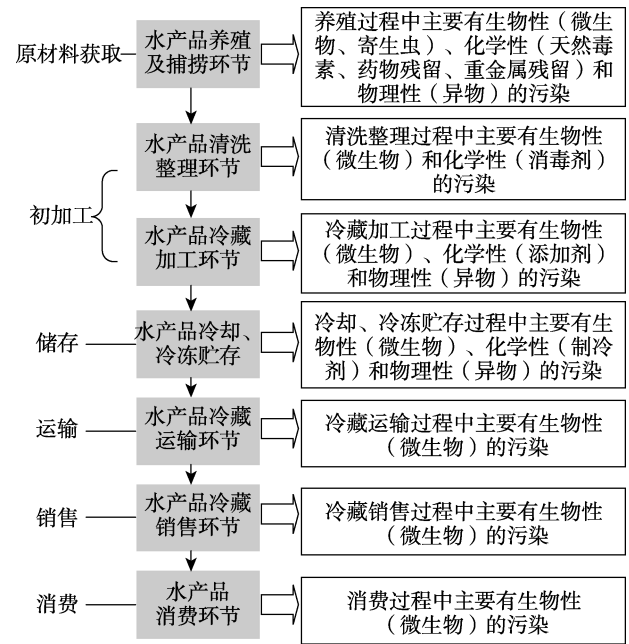 原材料获取
水产品养殖
及捕捞环节
养殖过程中主要有生物性（微生
物、寄生虫）、化学性（天然毒
素、药物残留、重金属残留）和
物理性（异物）的污染
初加工
水产品清洗
整理环节
清洗整理过程中主要有生物性
（微生物）和化学性（消毒剂）
的污染
水产品冷藏
加工环节
冷藏加工过程中主要有生物性
（微生物）、化学性（添加剂）
和物理性（异物）的污染
储存
水产品冷却、
冷冻贮存
冷却、冷冻贮存过程中主要有生
物性（微生物）、化学性（制冷
剂）和物理性（异物）的污染
运输
水产品冷藏
运输环节
冷藏运输过程中主要有生物性
（微生物）的污染
销售
水产品冷藏
销售环节
冷藏销售过程中主要有生物性
（微生物）的污染
消费
水产品
消费环节
消费过程中主要有生物性
（微生物）的污染